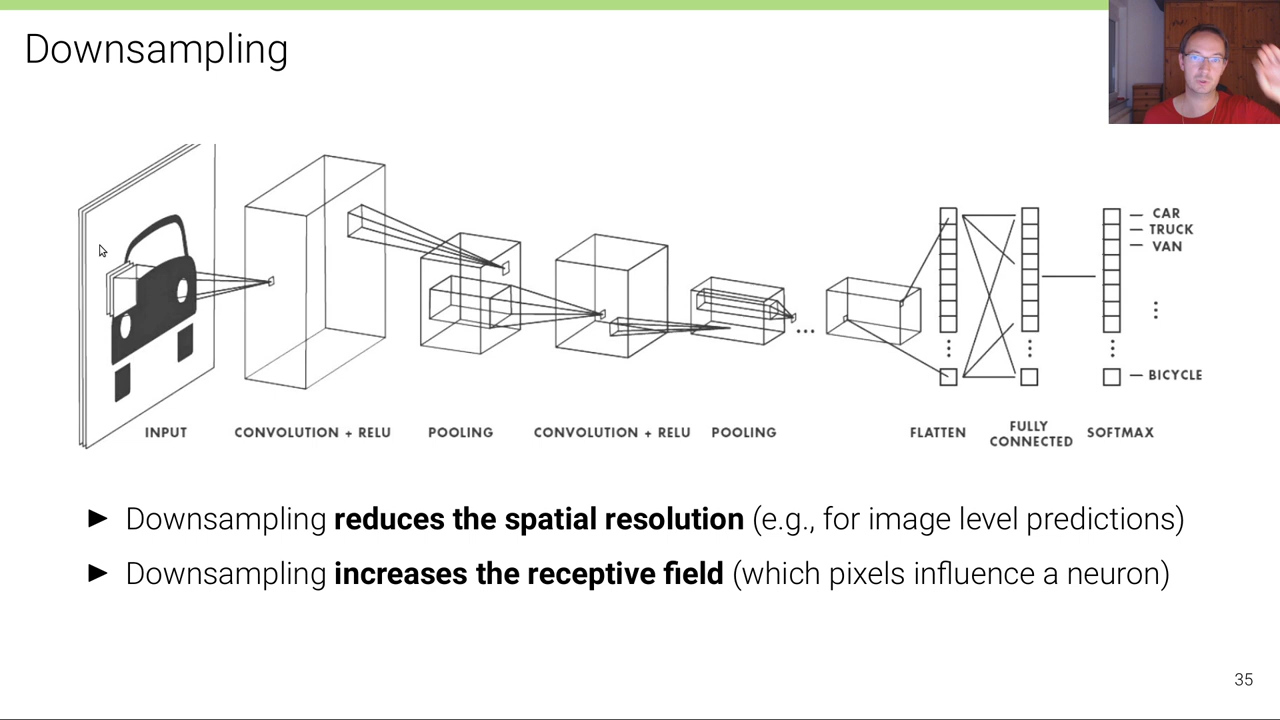 Downsampling
CAR
TRUCK
VAN
BICYCLE
INPUT
CONVOLUTION + RELU
POOLING
CONVOLUTION + RELU
POOLING
FLATTEN
FULLY
CONNECTED
SOFTMAX
► Downsampling reduces the spatial resolution (e.g., for image level predictions)
► Downsampling increases the receptive field (which pixels influence a neuron)
35